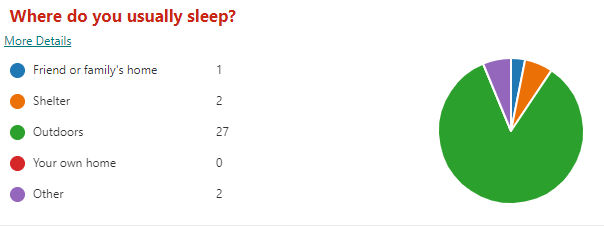 Where do you usually sleep?
More Details
Friend or family's home 1
Shelter 2
Outdoors 27
Your own home 0
Other 2